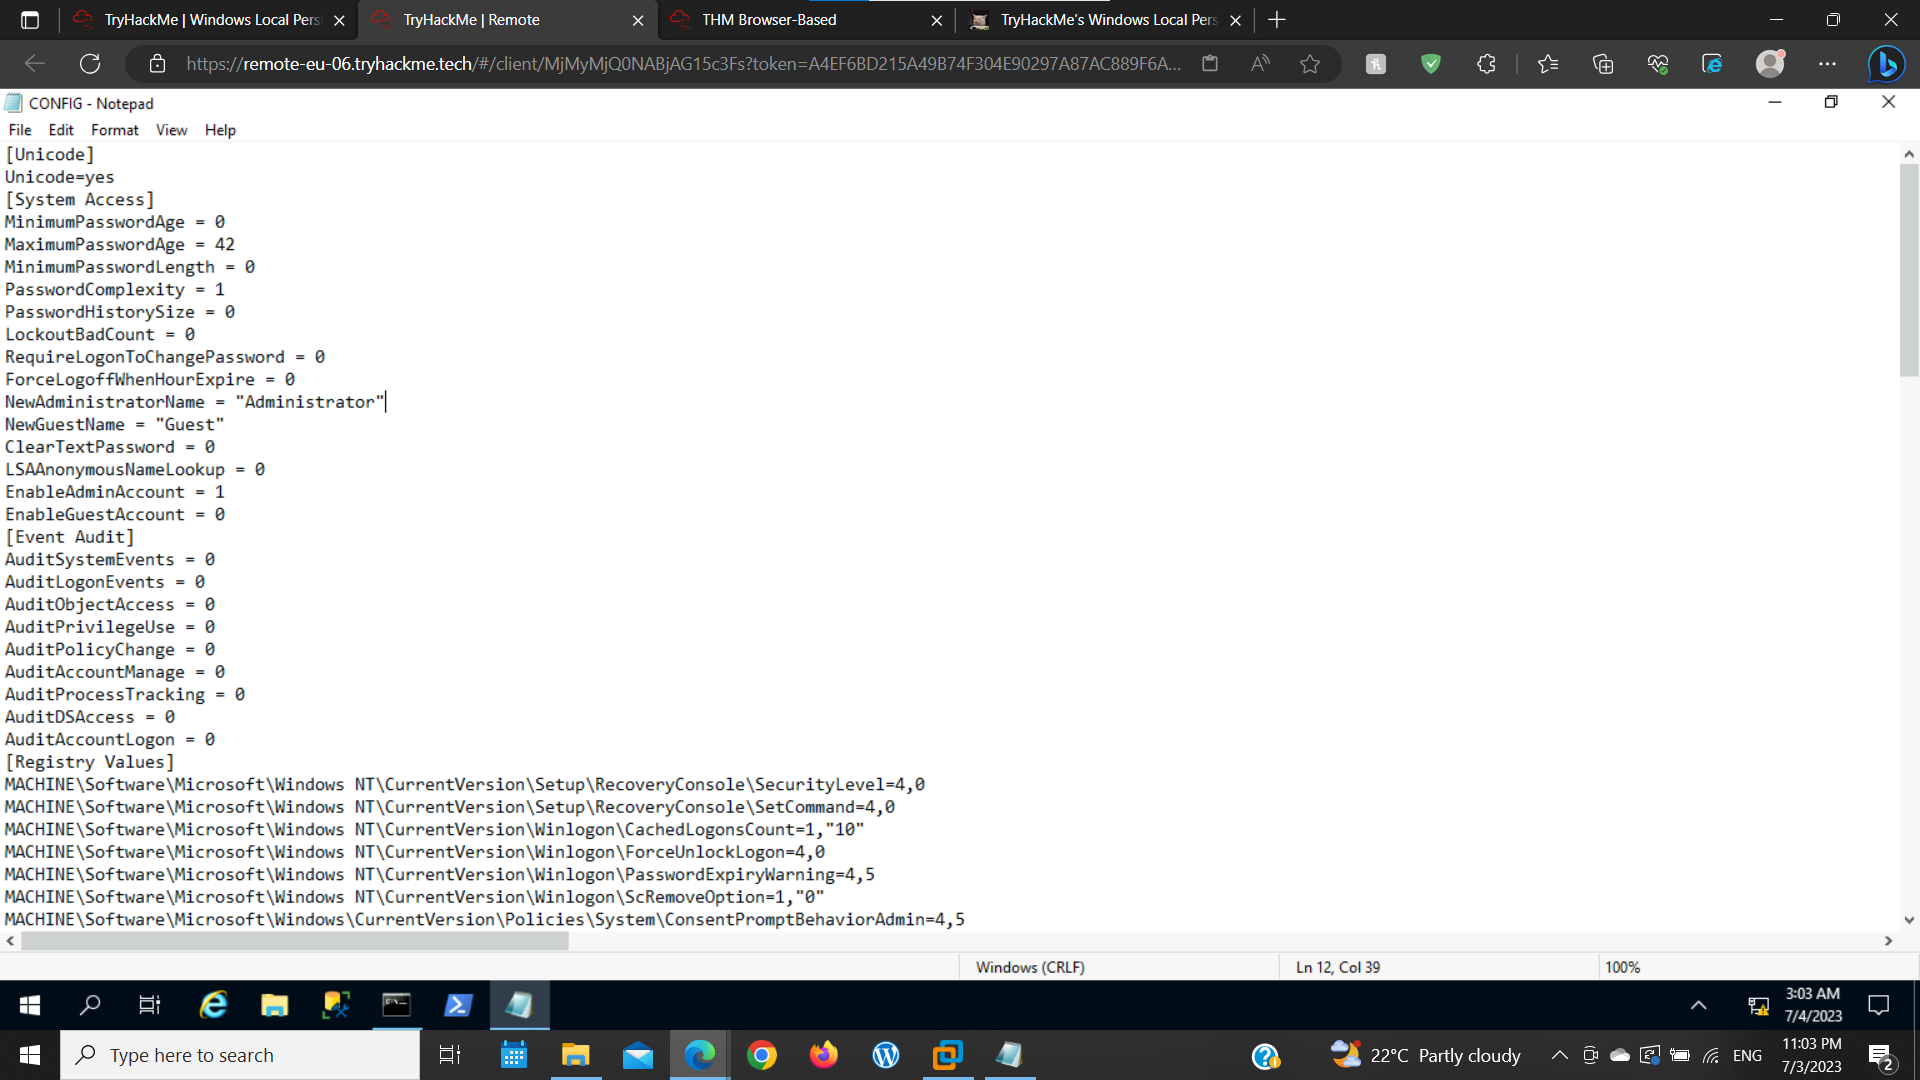 TryHackMe | Windows Local Pers
TryHackMe | Remote
THM Browser-Based
TryHackMe's Windows Local Pers
https://remote-eu-06.tryhackme.tech/#/client/MjMyMjQ0NABjAG15c3Fs?token=A4EF6BD215A49B74F304E90297A87AC889F6A...
CONFIG - Notepad
File Edit Format View Help
[Unicode]
Unicode=yes
[System Access]
MinimumPasswordAge = 0
MaximumPasswordAge = 42
MinimumPasswordLength = 0
PasswordComplexity = 1
PasswordHistorySize = 0
LockoutBadCount = 0
RequireLogonToChangePassword = 0
ForceLogoffWhenHourExpire = 0
NewAdministratorName = "Administrator"
NewGuestName = "Guest"
ClearTextPassword = 0
LSAAnonymousNameLookup = 0
EnableAdminAccount = 1
EnableGuestAccount = 0
[Event Audit]
AuditSystemEvents = 0
AuditLogonEvents = 0
AuditObjectAccess = 0
AuditPrivilegeUse = 0
AuditPolicyChange = 0
AuditAccountManage = 0
AuditProcessTracking = 0
AuditDSAccess = 0
AuditAccountLogon = 0
[Registry Values]
MACHINE\Software\Microsoft\Windows NT\CurrentVersion\Setup\RecoveryConsole\SecurityLevel=4,0
MACHINE\Software\Microsoft\Windows NT\CurrentVersion\Setup\RecoveryConsole\SetCommand=4,0
MACHINE\Software\Microsoft\Windows NT\CurrentVersion\Winlogon\CachedLogonsCount=1,"10"
MACHINE\Software\Microsoft\Windows NT\CurrentVersion\Winlogon\ForceUnlockLogon=4,0
MACHINE\Software\Microsoft\Windows NT\CurrentVersion\Winlogon\PasswordExpiryWarning=4,5
MACHINE\Software\Microsoft\Windows NT\CurrentVersion\Winlogon\ScRemoveOption=1,"0"
MACHINE\Software\Microsoft\Windows\CurrentVersion\Policies\System\ConsentPromptBehaviorAdmin=4,5
Windows (CRLF)
Ln 12, Col 39
100%
3:03 AM
7/4/2023
Type here to search
22°C Partly cloudy
ENG
11:03 PM
7/3/2023
2